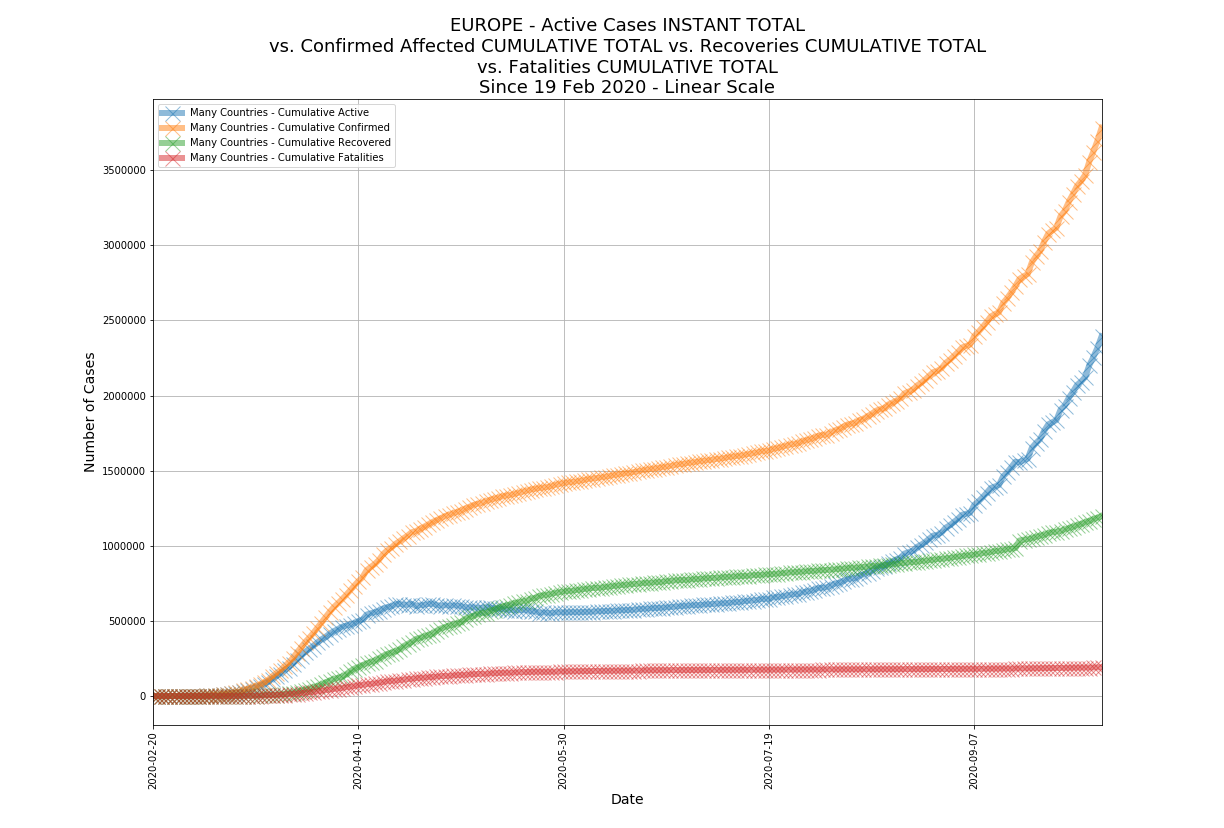 EUROPE - Active Cases INSTANT TOTAL
vs. Confirmed Affected CUMULATIVE TOTAL vs. Recoveries CUMULATIVE TOTAL
vs. Fatalities CUMULATIVE TOTAL
Since 19 Feb 2020 - Linear Scale
Many Countries - Cumulative Active
Many Countries - Cumulative Confirmed
Many Countries - Cumulative Recovered
Many Countries - Cumulative Fatalities
3500000
3000000
2500000
2000000
1500000
1000000
500000
0
Number of Cases
2020-02-20
2020-04-10
2020-05-30
2020-07-19
2020-09-07
Date